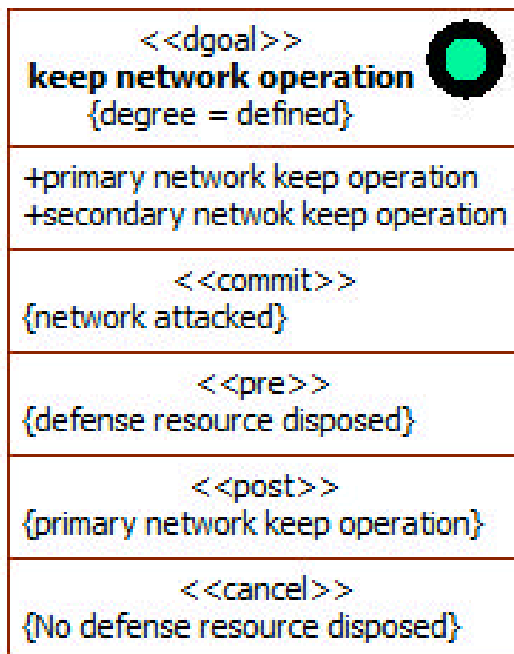 <<dgoal>>
keep network operation
{degree = defined}
+primary network keep operation
+secondary netwok keep operation
<<commit>>
{network attacked}
<<pre>>
{defense resource disposed}
<<post>>
{primary network keep operation}
<<cancel>>
{No defense resource disposed}